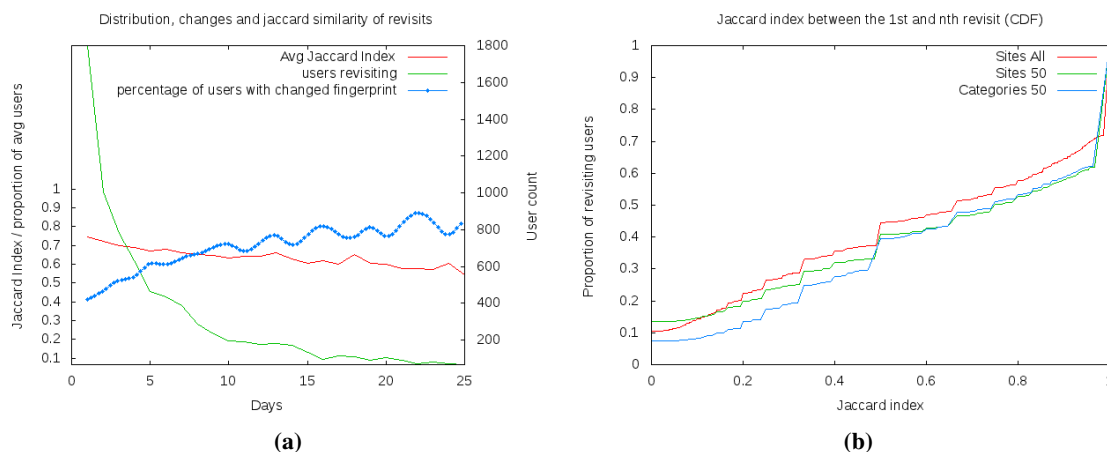 Distribution, changes and jaccard similarity of revisits
Avg Jaccard Index
users revisiting
percentage of users with changed fingerprint
Jaccard Index / proportion of avg users
1
0.9
0.8
0.7
0.6
0.5
0.4
0.3
0.2
0.1
1800
1600
1400
1200
1000
800
600
400
200
User count
0 5 10 15 20 25
Days
(a)
Jaccard index between the 1st and nth revisit (CDF)
Sites All
Sites 50
Categories 50
Proportion of revisiting users
1
0.9
0.8
0.7
0.6
0.5
0.4
0.3
0.2
0.1
0
0 0.2 0.4 0.6 0.8 1
Jaccard index
(b)